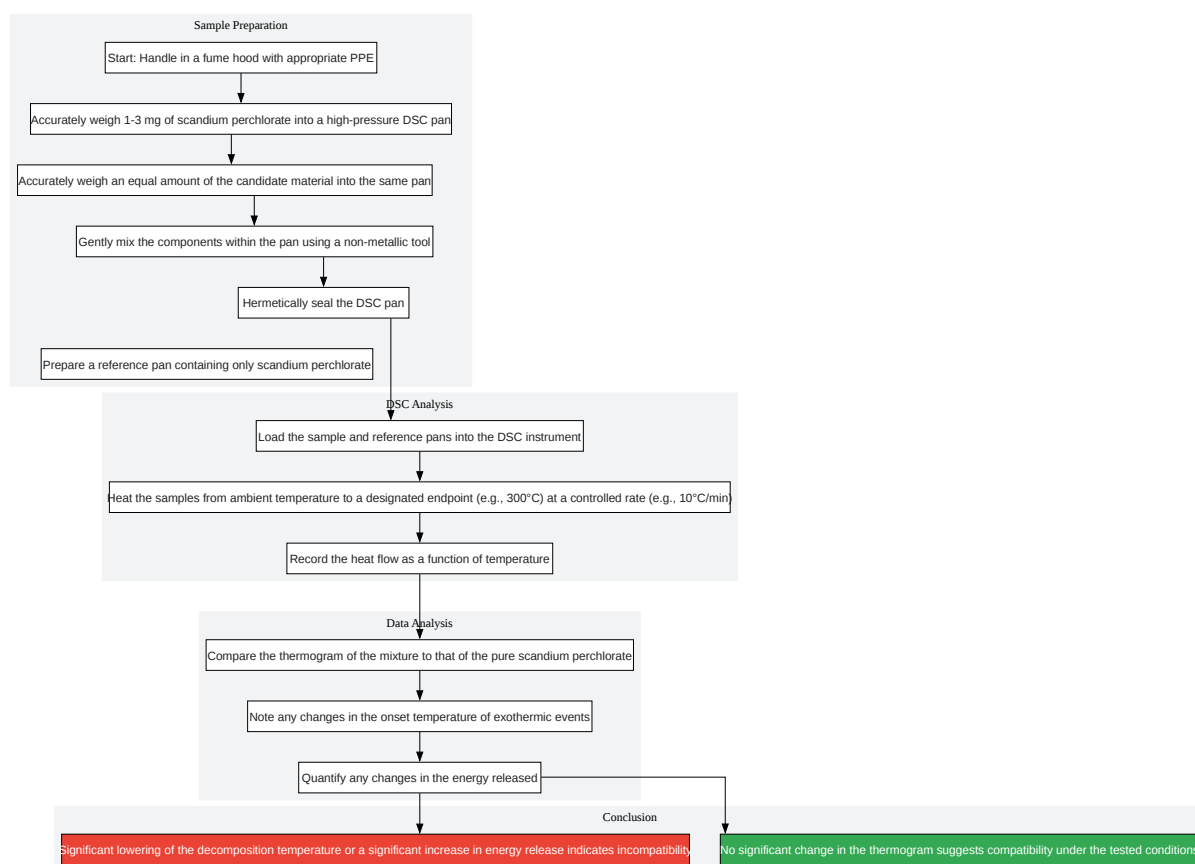 Sample Preparation
Start: Handle in a fume hood with appropriate PPE
Accurately weigh 1-3 mg of scandium perchlorate into a high-pressure DSC pan
Accurately weigh an equal amount of the candidate material into the same pan
Gently mix the components within the pan using a non-metallic tool
Hermetically seal the DSC pan
Prepare a reference pan containing only scandium perchlorate
DSC Analysis
Load the sample and reference pans into the DSC instrument
Heat the samples from ambient temperature to a designated endpoint (e.g., 300°C) at a controlled rate (e.g., 10°C/min)
Record the heat flow as a function of temperature
Data Analysis
Compare the thermogram of the mixture to that of the pure scandium perchlorate
Note any changes in the onset temperature of exothermic events
Quantify any changes in the energy released
Conclusion
Significant lowering of the decomposition temperature or a significant increase in energy release indicates incompatibility
No significant change in the thermogram suggests compatibility under the tested conditions